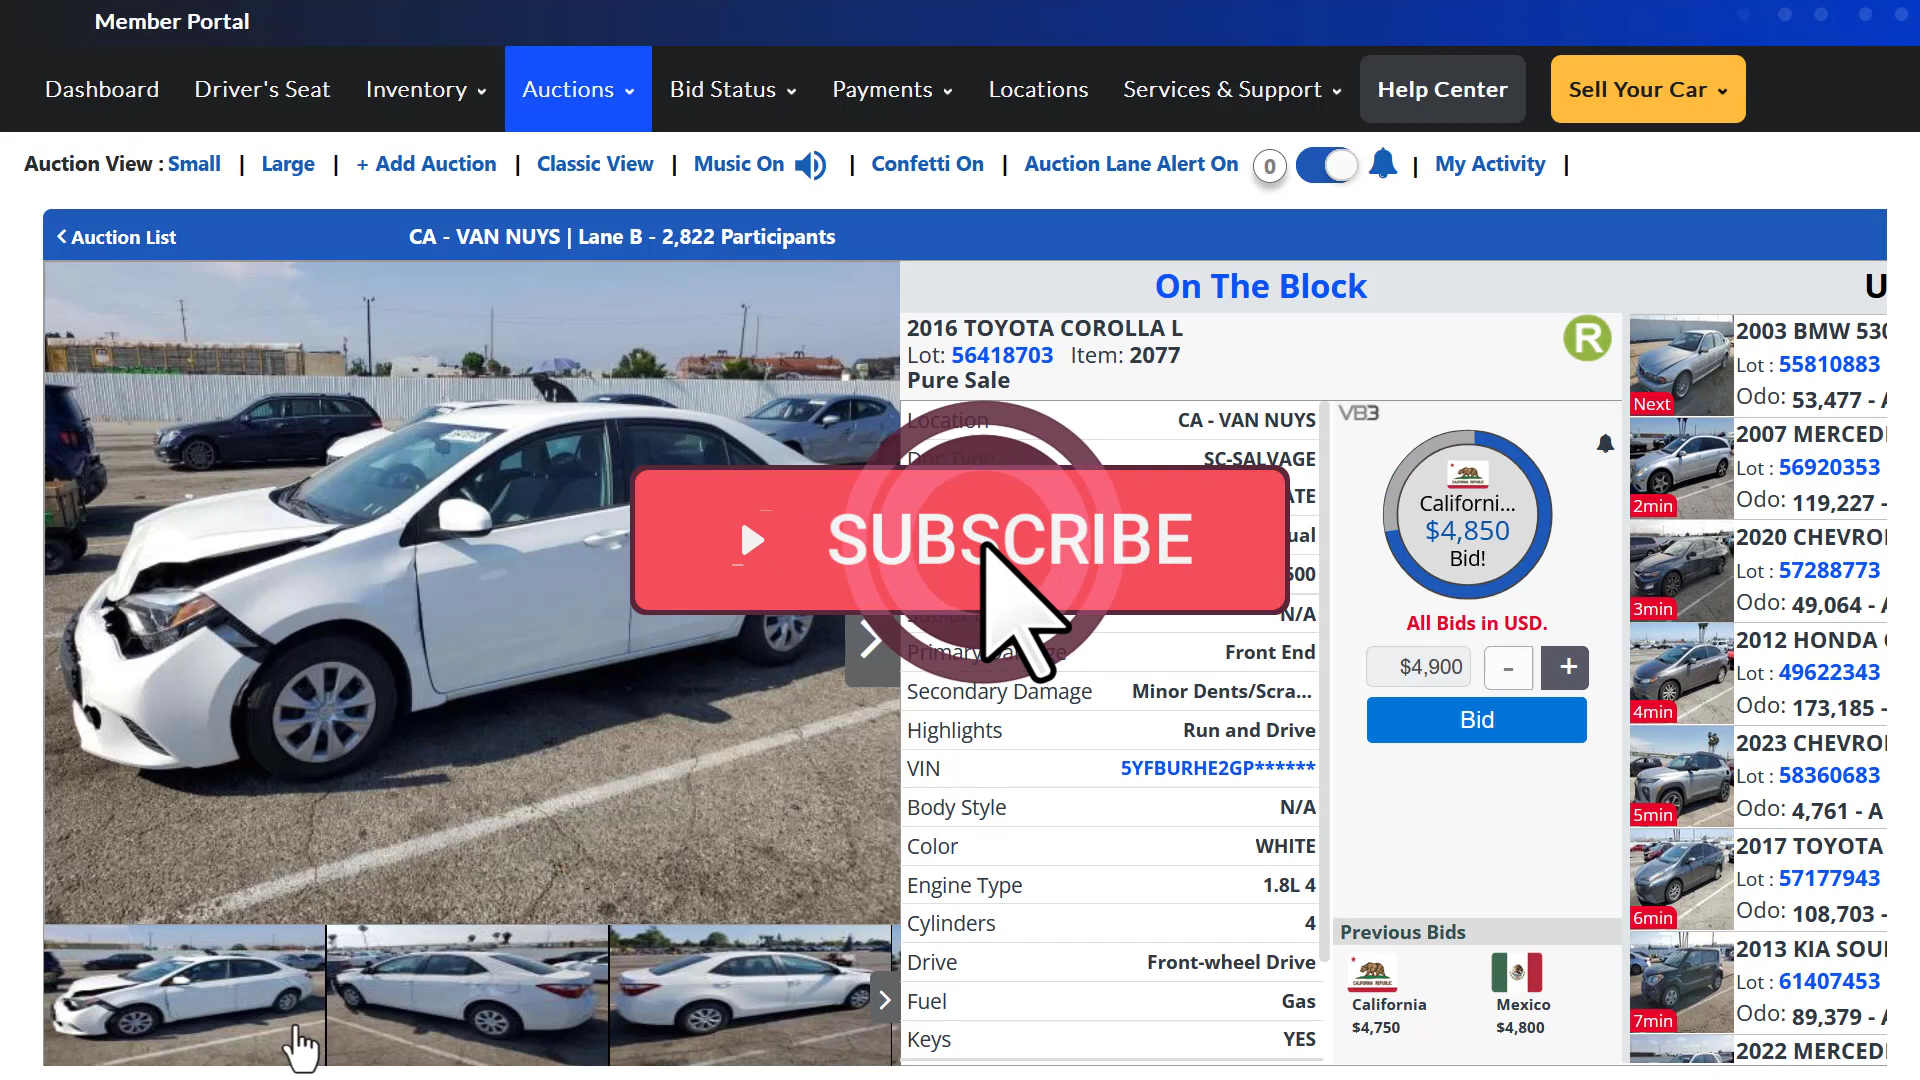 Member Portal
Dashboard Driver's Seat Inventory Auctions Bid Status Payments Locations Services & Support Help Center Sell Your Car
Auction View : Small | Large | + Add Auction | Classic View | Music On | Confetti On | Auction Lane Alert On 0 | My Activity |
Auction List
CA - VAN NUYS | Lane B - 2,822 Participants
On The Block
2016 TOYOTA COROLLA L
Lot: 56418703 Item: 2077
Pure Sale
R
Location CA - VAN NUYS
SC-SALVAGE
SUBSCRIBE
N/A
Primary Front End
Secondary Damage Minor Dents/Scra...
Highlights Run and Drive
VIN 5YFBURHE2GP******
Body Style N/A
Color WHITE
Engine Type 1.8L 4
Cylinders 4
Drive Front-wheel Drive
Fuel Gas
Keys YES
VB3
Californi...
$4,850
Bid!
All Bids in USD.
$4,900 - +
Bid
Previous Bids
California
$4,750
Mexico
$4,800
2003 BMW
Lot : 55810883
Odo: 53,477 -
Next
2007
Lot : 56920353
Odo: 119,227 -
2min
2020
Lot : 57288773
Odo: 49,064 -
3min
2012 HONDA
Lot : 49622343
Odo: 173,185 -
4min
2023
Lot : 58360683
Odo: 4,761 - A
5min
2017 TOYOTA
Lot : 57177943
Odo: 108,703 -
6min
2013 KIA
Lot : 61407453
Odo: 89,379 -
7min
2022